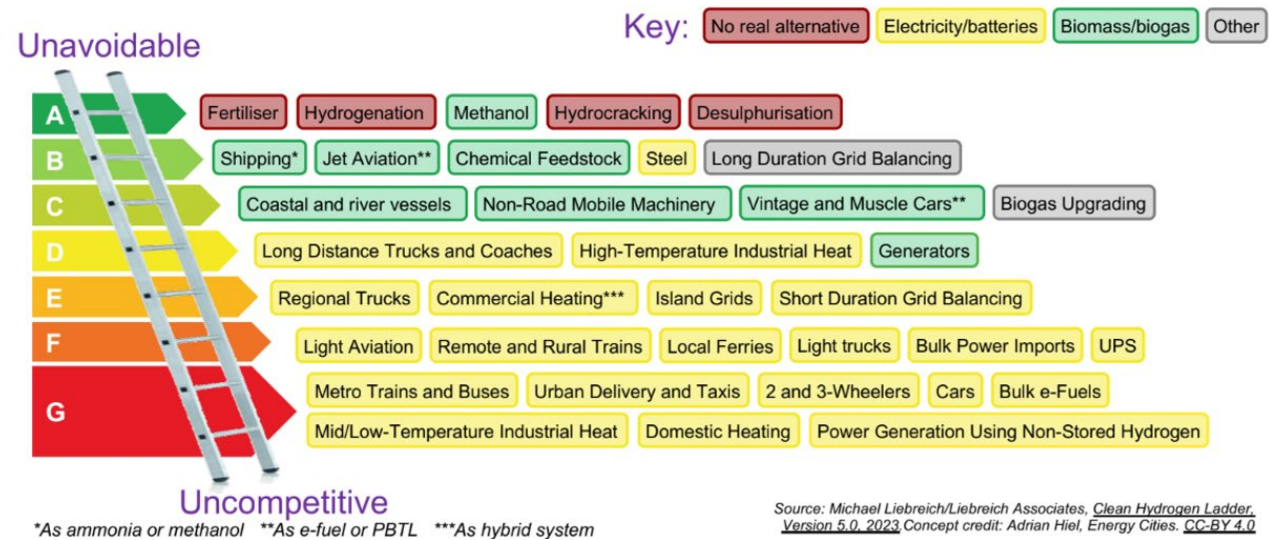 Unavoidable
Key: No real alternative Electricity/batteries Biomass/biogas Other
A Fertiliser Hydrogenation Methanol Hydrocracking Desulphurisation
B Shipping* Jet Aviation** Chemical Feedstock Steel Long Duration Grid Balancing
C Coastal and river vessels Non-Road Mobile Machinery Vintage and Muscle Cars** Biogas Upgrading
D Long Distance Trucks and Coaches High-Temperature Industrial Heat Generators
E Regional Trucks Commercial Heating*** Island Grids Short Duration Grid Balancing
F Light Aviation Remote and Rural Trains Local Ferries Light trucks Bulk Power Imports UPS
G Metro Trains and Buses Urban Delivery and Taxis 2 and 3-Wheelers Cars Bulk e-Fuels
Mid/Low-Temperature Industrial Heat Domestic Heating Power Generation Using Non-Stored Hydrogen
Uncompetitive
*As ammonia or methanol **As e-fuel or PBTL ***As hybrid system
Source: Michael Liebreich/Liebreich Associates, Clean Hydrogen Ladder,
Version 5.0, 2023. Concept credit: Adrian Hiel, Energy Cities. CC-BY 4.0